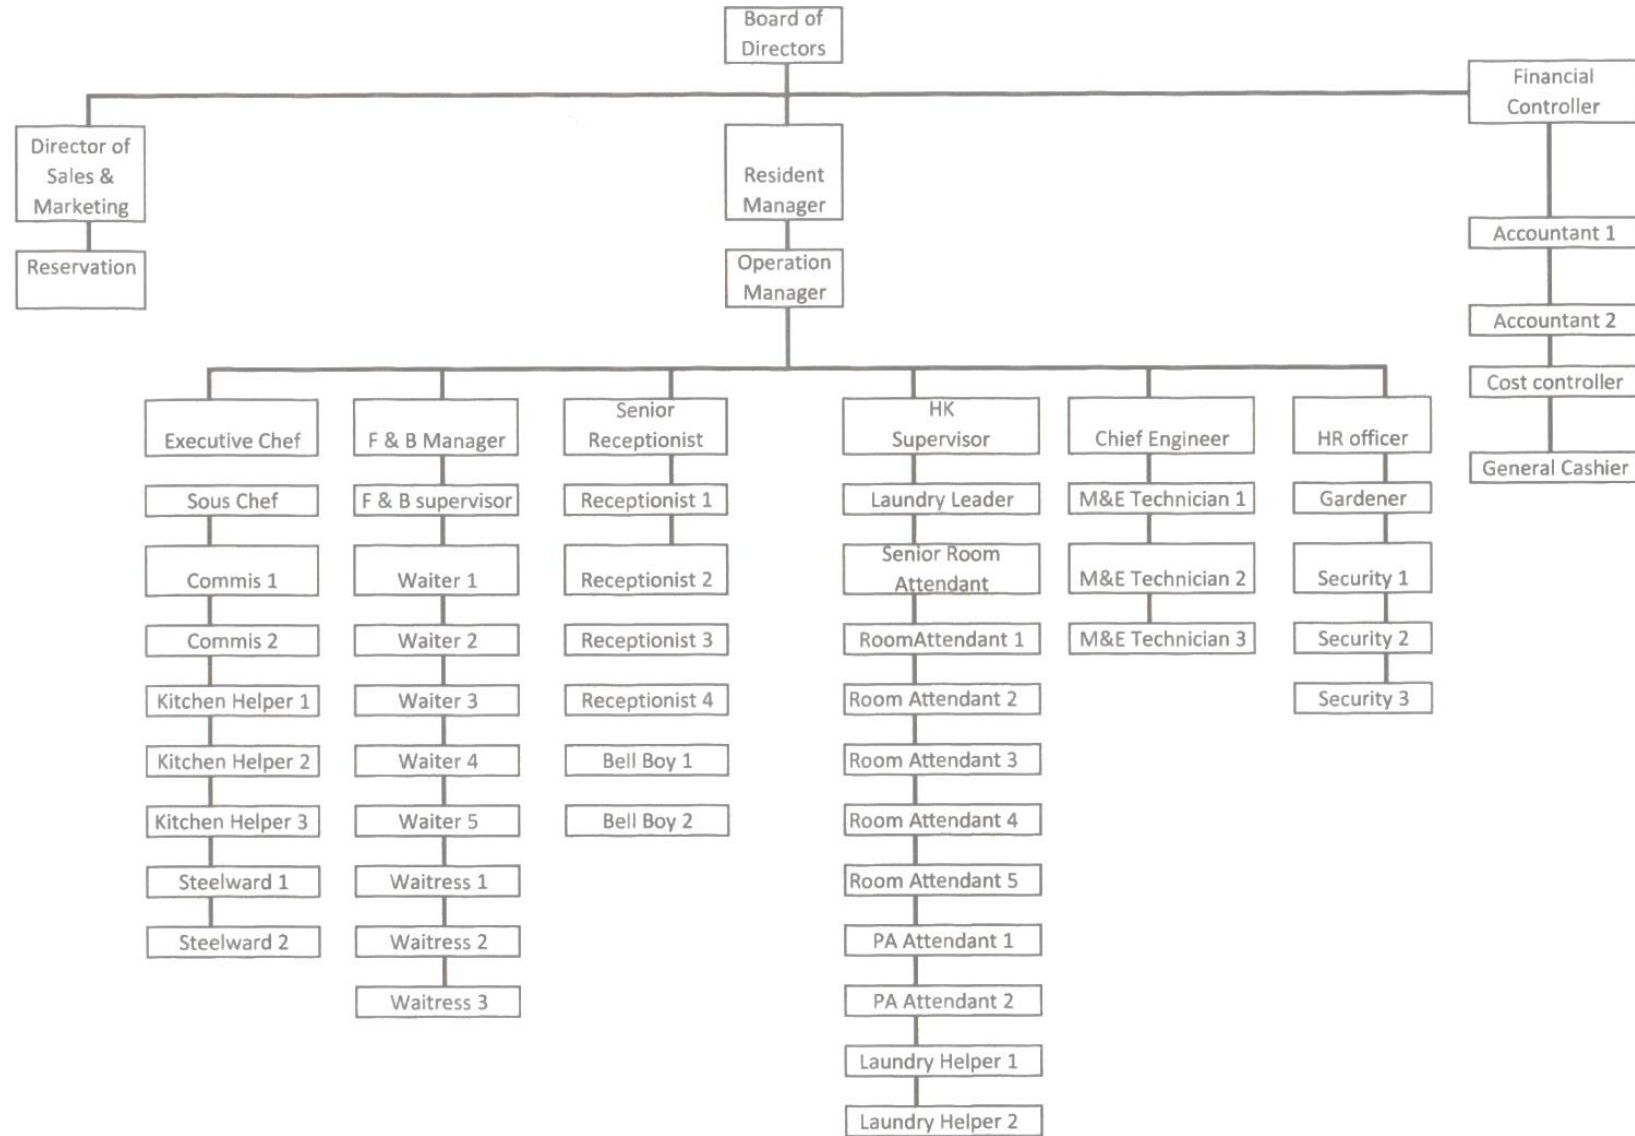 Board of
Directors
Financial
Controller
Director of
Sales &
Marketing
Resident
Manager
Reservation
Operation
Manager
Accountant 1
Accountant 2
Cost controller
General Cashier
Executive Chef
Sous Chef
Commis 1
Commis 2
Kitchen Helper 1
Kitchen Helper 2
Kitchen Helper 3
Steelward 1
Steelward 2
F & B Manager
F & B supervisor
Waiter 1
Waiter 2
Waiter 3
Waiter 4
Waiter 5
Waitress 1
Waitress 2
Waitress 3
Senior
Receptionist
Receptionist 1
Receptionist 2
Receptionist 3
Receptionist 4
Bell Boy 1
Bell Boy 2
HK
Supervisor
Laundry Leader
Senior Room
Attendant
RoomAttendant 1
Room Attendant 2
Room Attendant 3
Room Attendant 4
Room Attendant 5
PA Attendant 1
PA Attendant 2
Laundry Helper 1
Laundry Helper 2
Chief Engineer
M&E Technician 1
M&E Technician 2
M&E Technician 3
HR officer
Gardener
Security 1
Security 2
Security 3